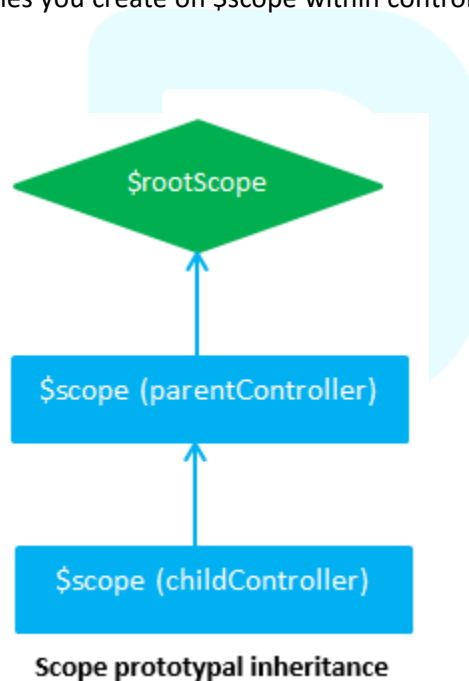 you create on $scope within
$rootScope
$scope (parentController)
$scope (childController)
Scope prototypal inheritance